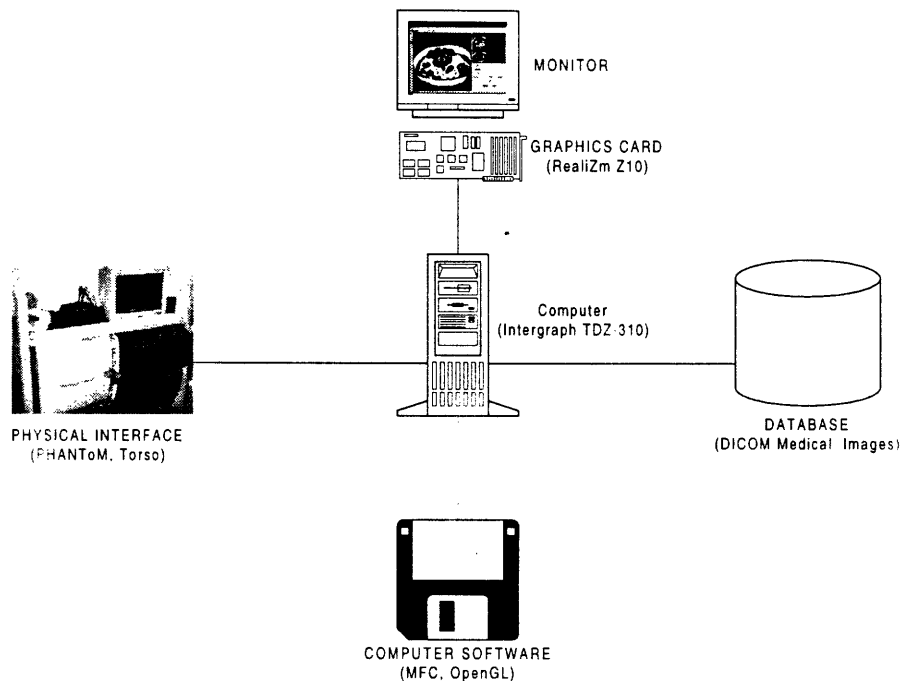 MONITOR
GRAPHICS CARD
(RealiZm Z10)
Computer
(Intergraph TDZ-310)
PHYSICAL INTERFACE
(PHANToM, Torso)
DATABASE
(DICOM Medical Images)
COMPUTER SOFTWARE
(MFC, OpenGL)